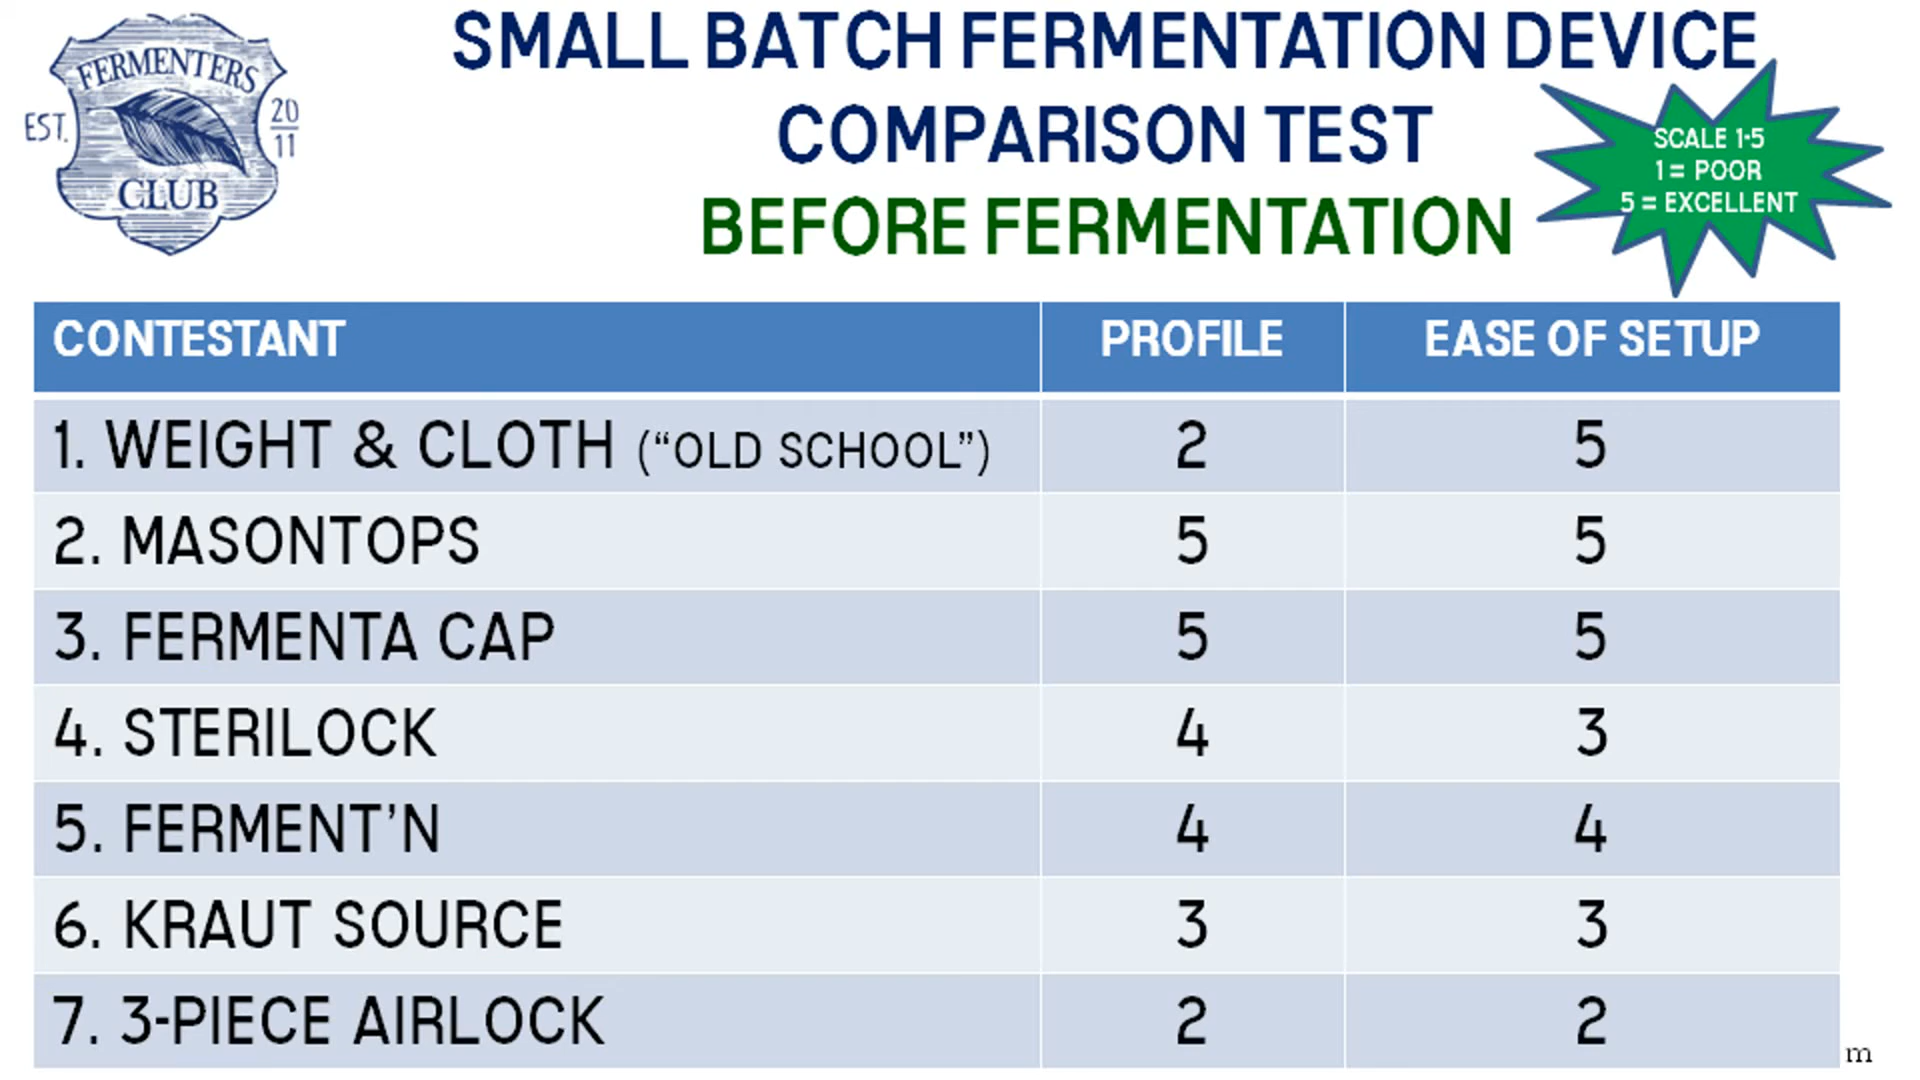 FERMENTERS
EST. 20 11
CLUB
SMALL BATCH FERMENTATION DEVICE
COMPARISON TEST
BEFORE FERMENTATION
SCALE 1-5
1 = POOR
5 = EXCELLENT
CONTESTANT PROFILE EASE OF SETUP
1. WEIGHT & CLOTH (“OLD SCHOOL”) 2 5
2. MASONTOPS 5 5
3. FERMENTA CAP 5 5
4. STERILOCK 4 3
5. FERMENT’N 4 4
6. KRAUT SOURCE 3 3
7. 3-PIECE AIRLOCK 2 2
m